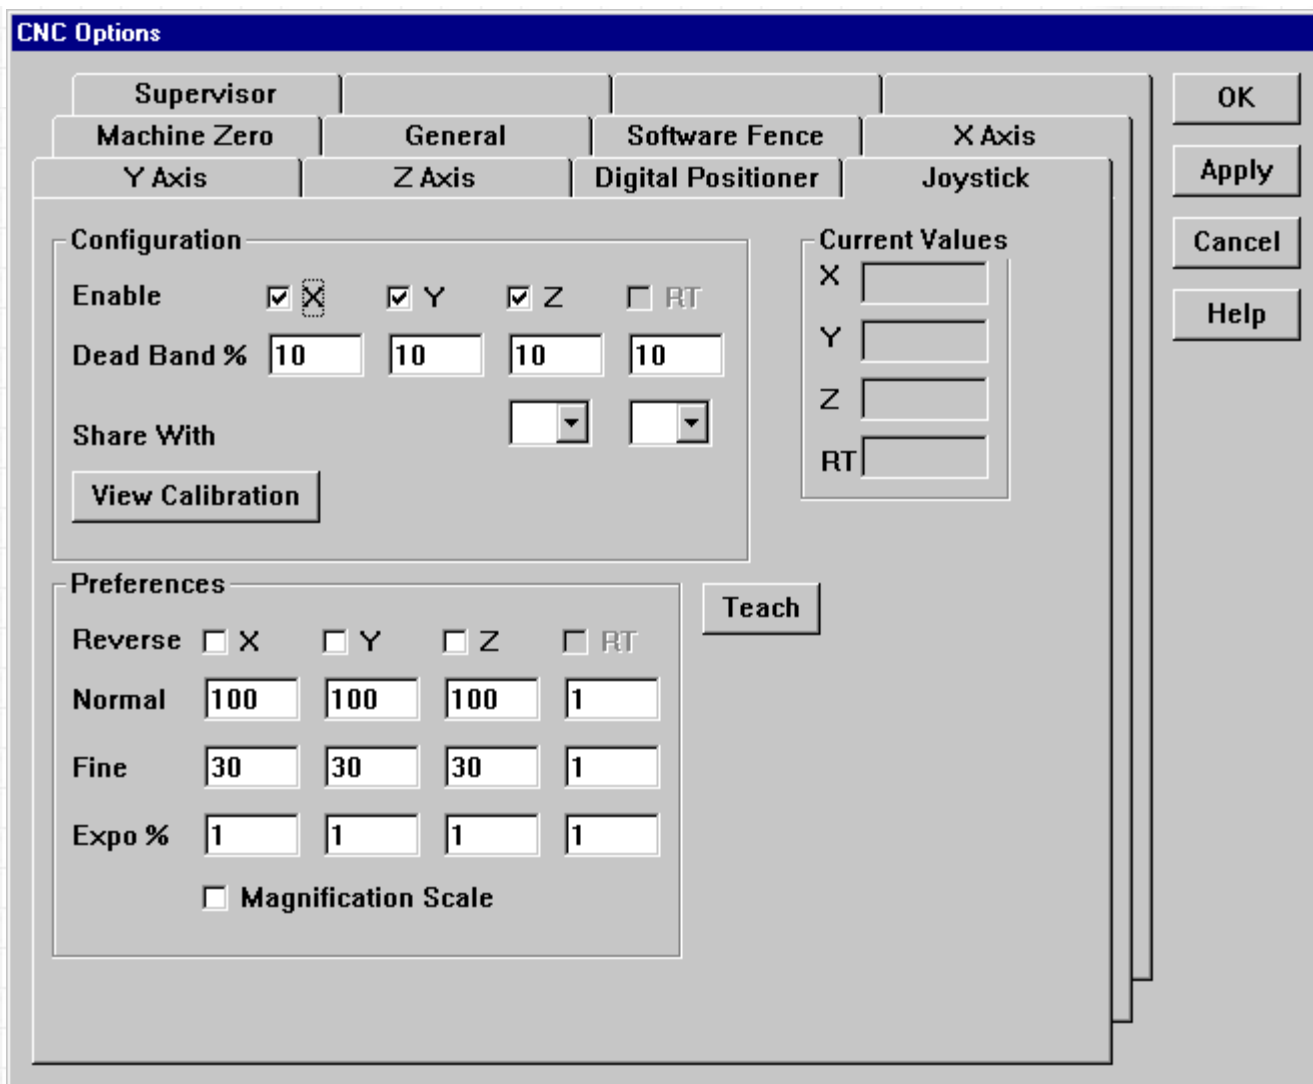 CNC Options
Supervisor
Machine Zero General Software Fence X Axis
Y Axis Z Axis Digital Positioner Joystick
OK
Apply
Cancel
Help
Configuration
Enable X Y Z RT
Dead Band % 10 10 10 10
Share With
View Calibration
Current Values
X
Y
Z
RT
Preferences
Reverse X Y Z RT
Normal 100 100 100 1
Fine 30 30 30 1
Expo % 1 1 1 1
Magnification Scale
Teach